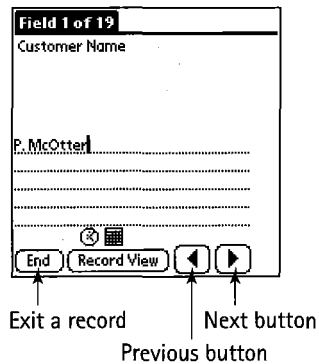 Field 1 of 19
Customer Name
P. McOtter
End Record View
Exit a record Next button
Previous button